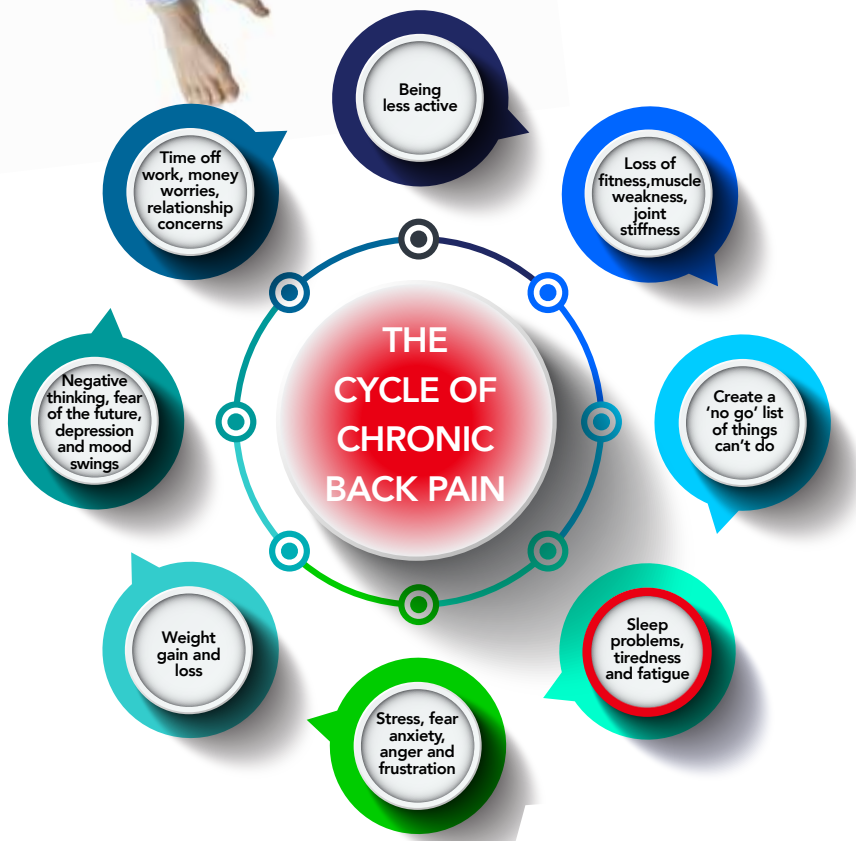 Being
less active
Loss of
fitness,muscle
weakness,
joint
stiffness
Create a
‘no go’ list
of things
can’t do
Sleep
problems,
tiredness
and fatigue
Stress, fear
anxiety,
anger and
frustration
Weight
gain and
loss
Negative
thinking, fear
of the future,
depression
and mood
swings
Time off
work, money
worries,
relationship
concerns
THE
CYCLE OF
CHRONIC
BACK PAIN